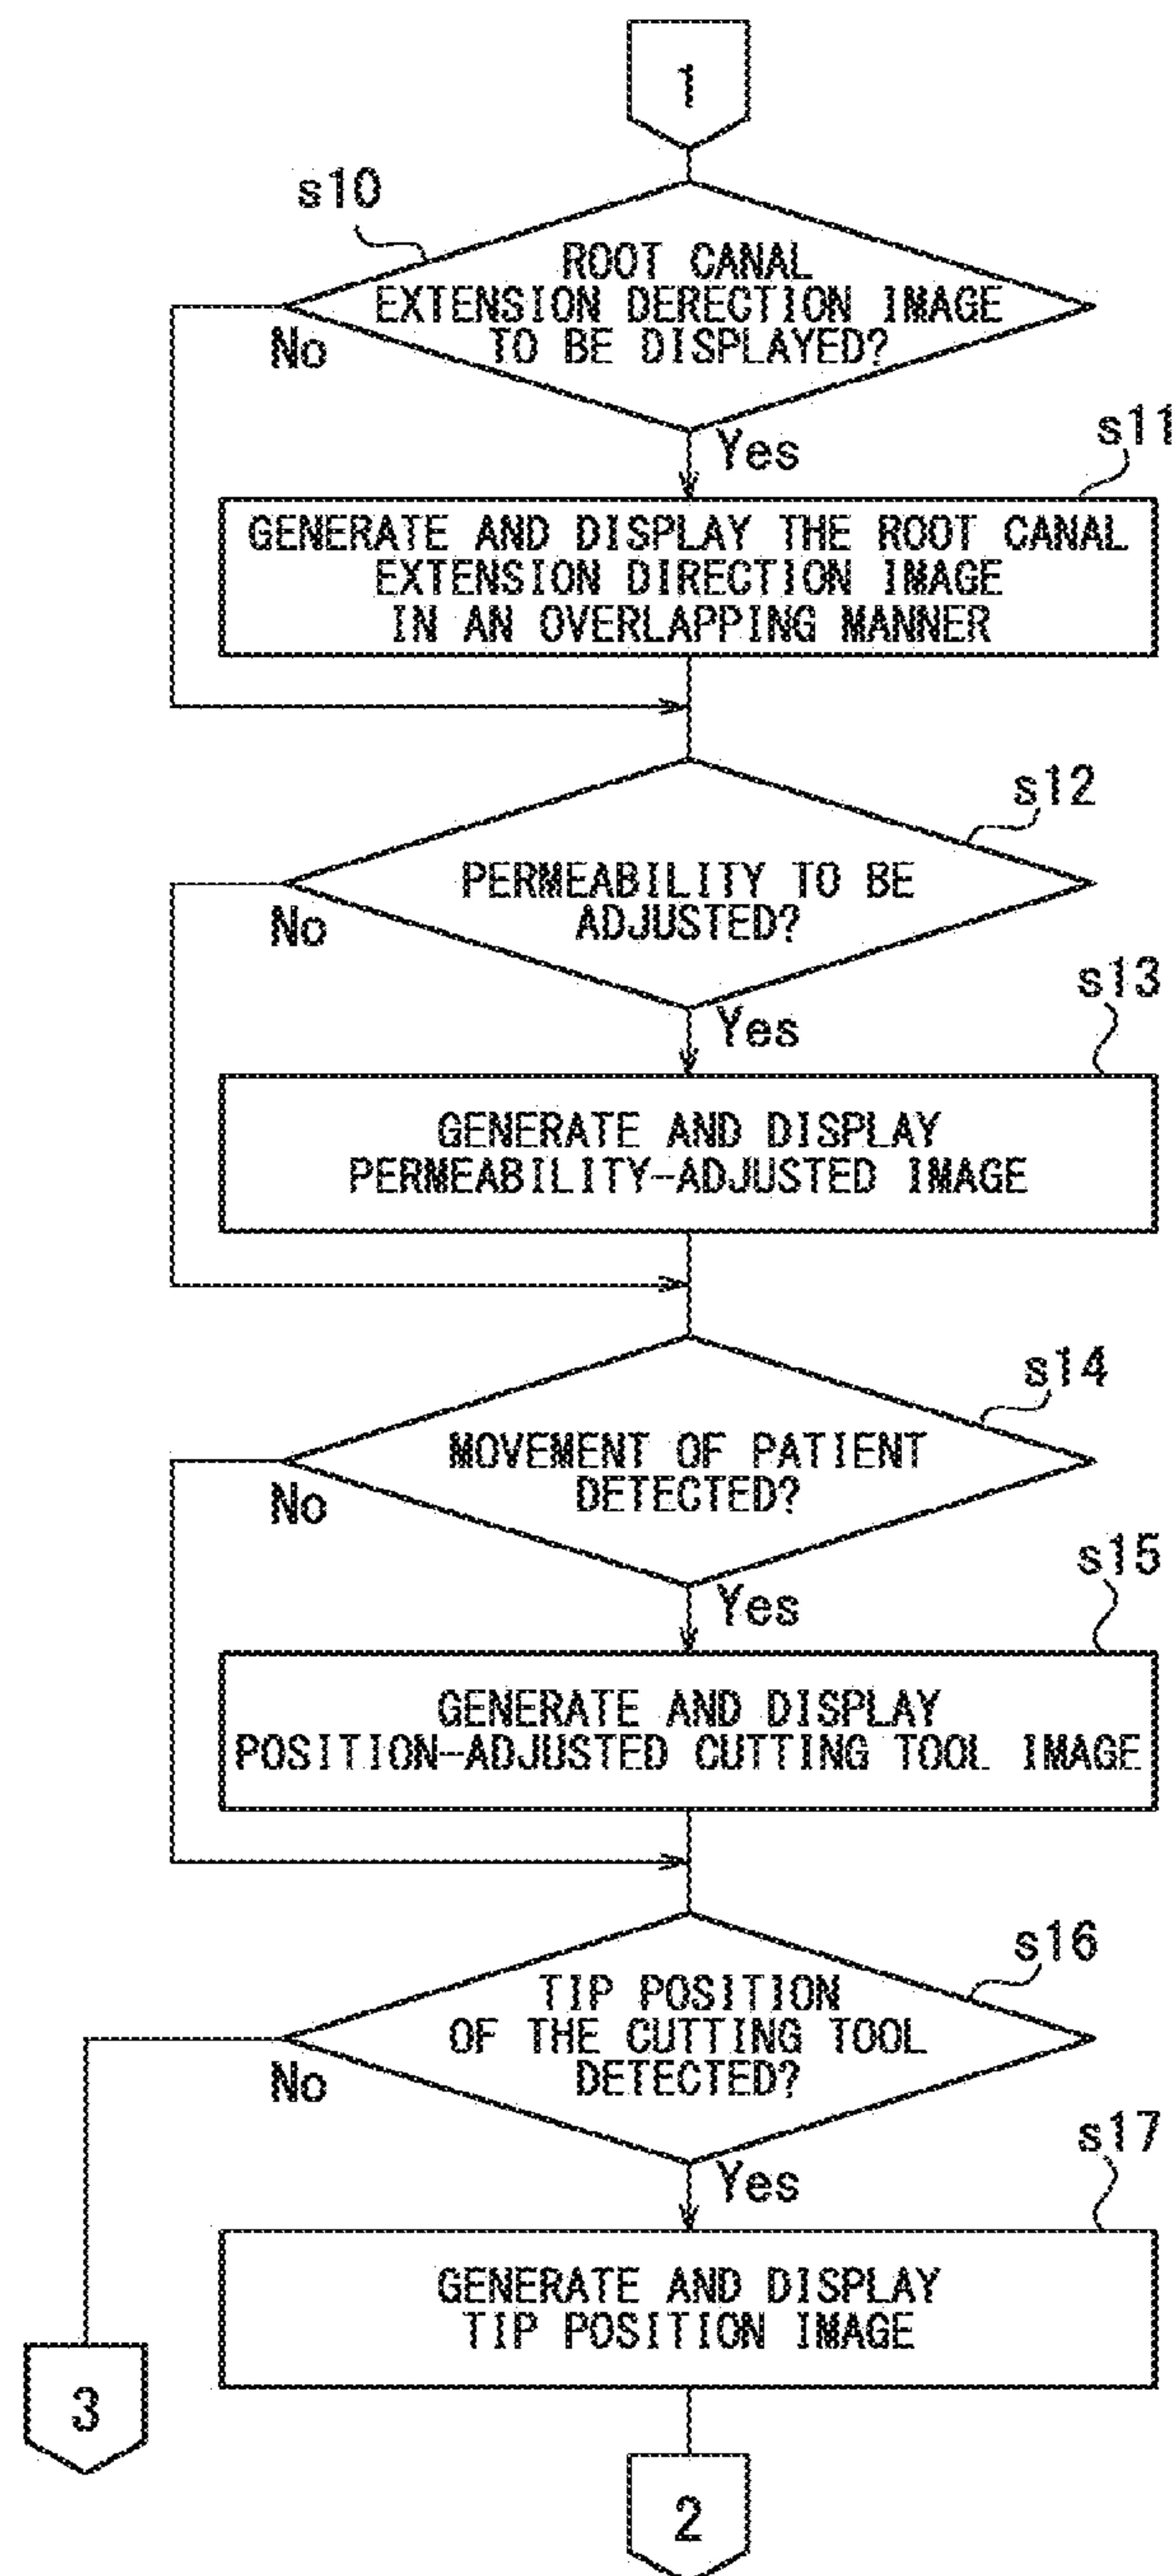 1
s10
ROOT CANAL
EXTENSION DERECTION IMAGE
TO BE DISPLAYED?
No
Yes
s11
GENERATE AND DISPLAY THE ROOT CANAL
EXTENSION DIRECTION IMAGE
IN AN OVERLAPPING MANNER
s12
PERMEABILITY TO BE
ADJUSTED?
No
Yes
s13
GENERATE AND DISPLAY
PERMEABILITY-ADJUSTED IMAGE
s14
MOVEMENT OF PATIENT
DETECTED?
No
Yes
s15
GENERATE AND DISPLAY
POSITION-ADJUSTED CUTTING TOOL IMAGE
s16
TIP POSITION
OF THE CUTTING TOOL
DETECTED?
No
Yes
s17
GENERATE AND DISPLAY
TIP POSITION IMAGE
3
2